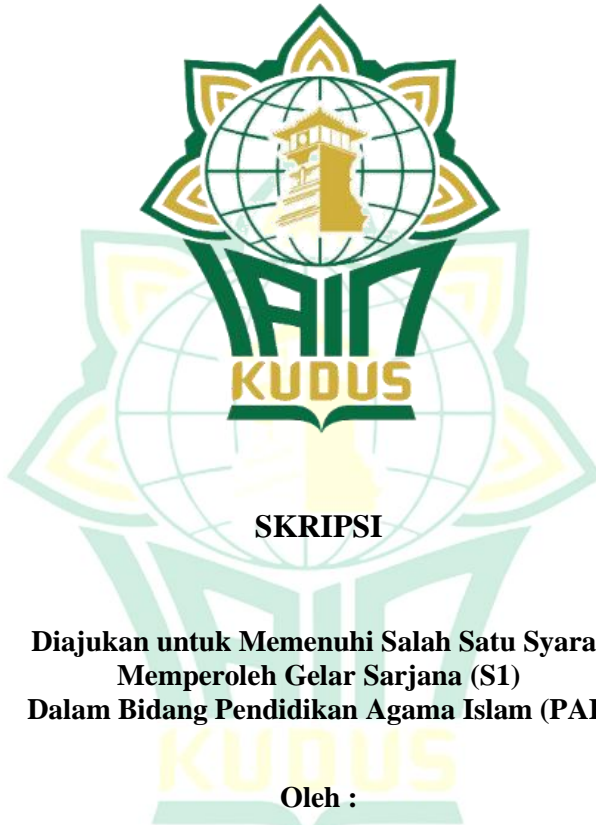 IAIN
KUDUS
SKRIPSI
Diajukan untuk Memenuhi Salah Satu Syara
Memperoleh Gelar Sarjana (S1)
Dalam Bidang Pendidikan Agama Islam (PAI
KUDUS
Oleh :